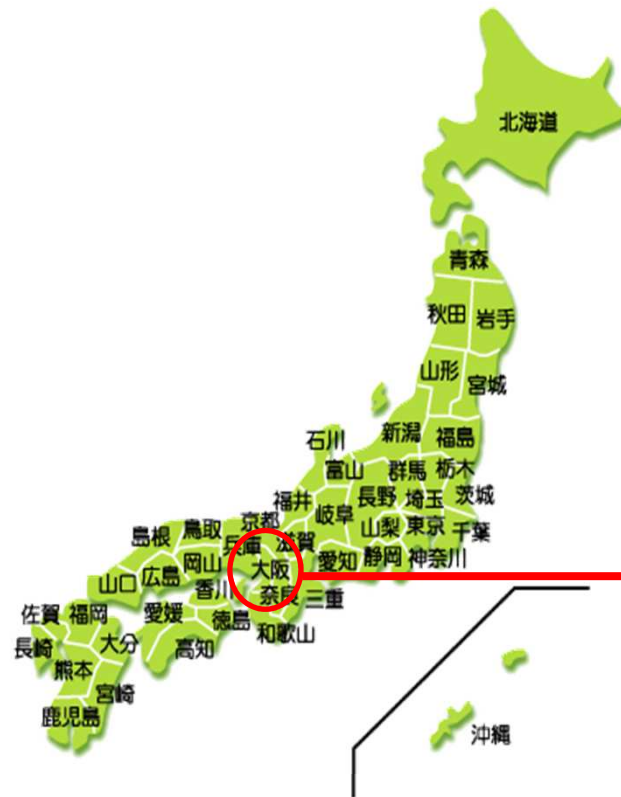 北海道
青森
秋田
岩手
山形
宮城
新潟
福島
石川
富山
群馬
栃木
福井
長野
埼玉
茨城
岐阜
京都
山梨
東京
千葉
島根
鳥取
兵庫
滋賀
愛知
静岡
神奈川
大阪
山口
広島
岡山
香川
奈良
三重
佐賀
福岡
愛媛
徳島
和歌山
長崎
大分
高知
熊本
宮崎
鹿児島
沖縄